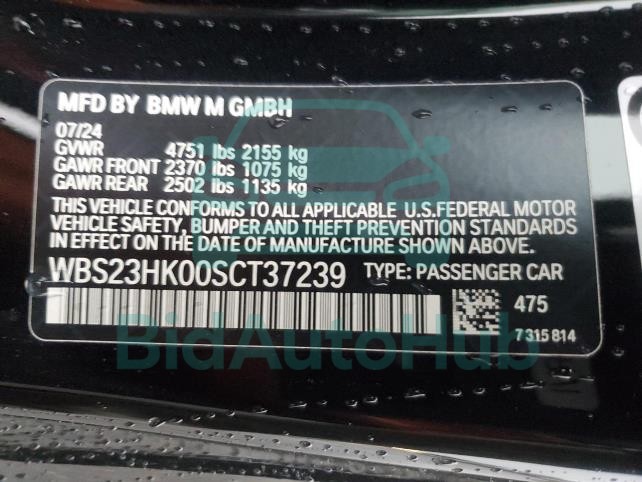 MFD BY BMW M GMBH
07/24
GVWR 4751 lbs 2155 kg
GAWR FRONT 2370 lbs 1075 kg
GAWR REAR 2502 lbs 1135 kg
THIS VEHICLE CONFORMS TO ALL APPLICABLE U.S.FEDERAL MOTOR
VEHICLE SAFETY, BUMPER AND THEFT PREVENTION STANDARDS
IN EFFECT ON THE DATE OF MANUFACTURE SHOWN ABOVE.
WBS23HK00SCT37239 TYPE: PASSENGER CAR
475
7 315 814
BidAutoHub